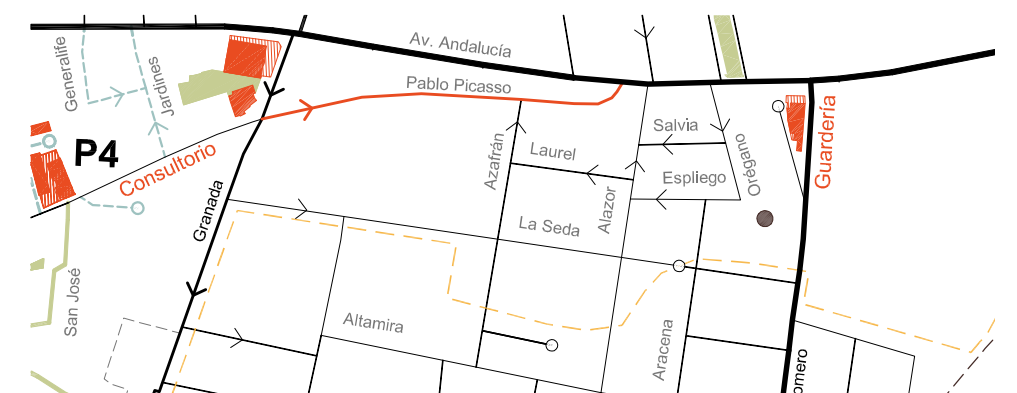 Generalife
Jardines
Av. Andalucía
Pablo Picasso
P4
Consultorio
Azafrán
Laurel
Salvia
Espliego
Orégano
Guardería
Granada
La Seda
Alazor
San José
Altamira
Aracena
omero